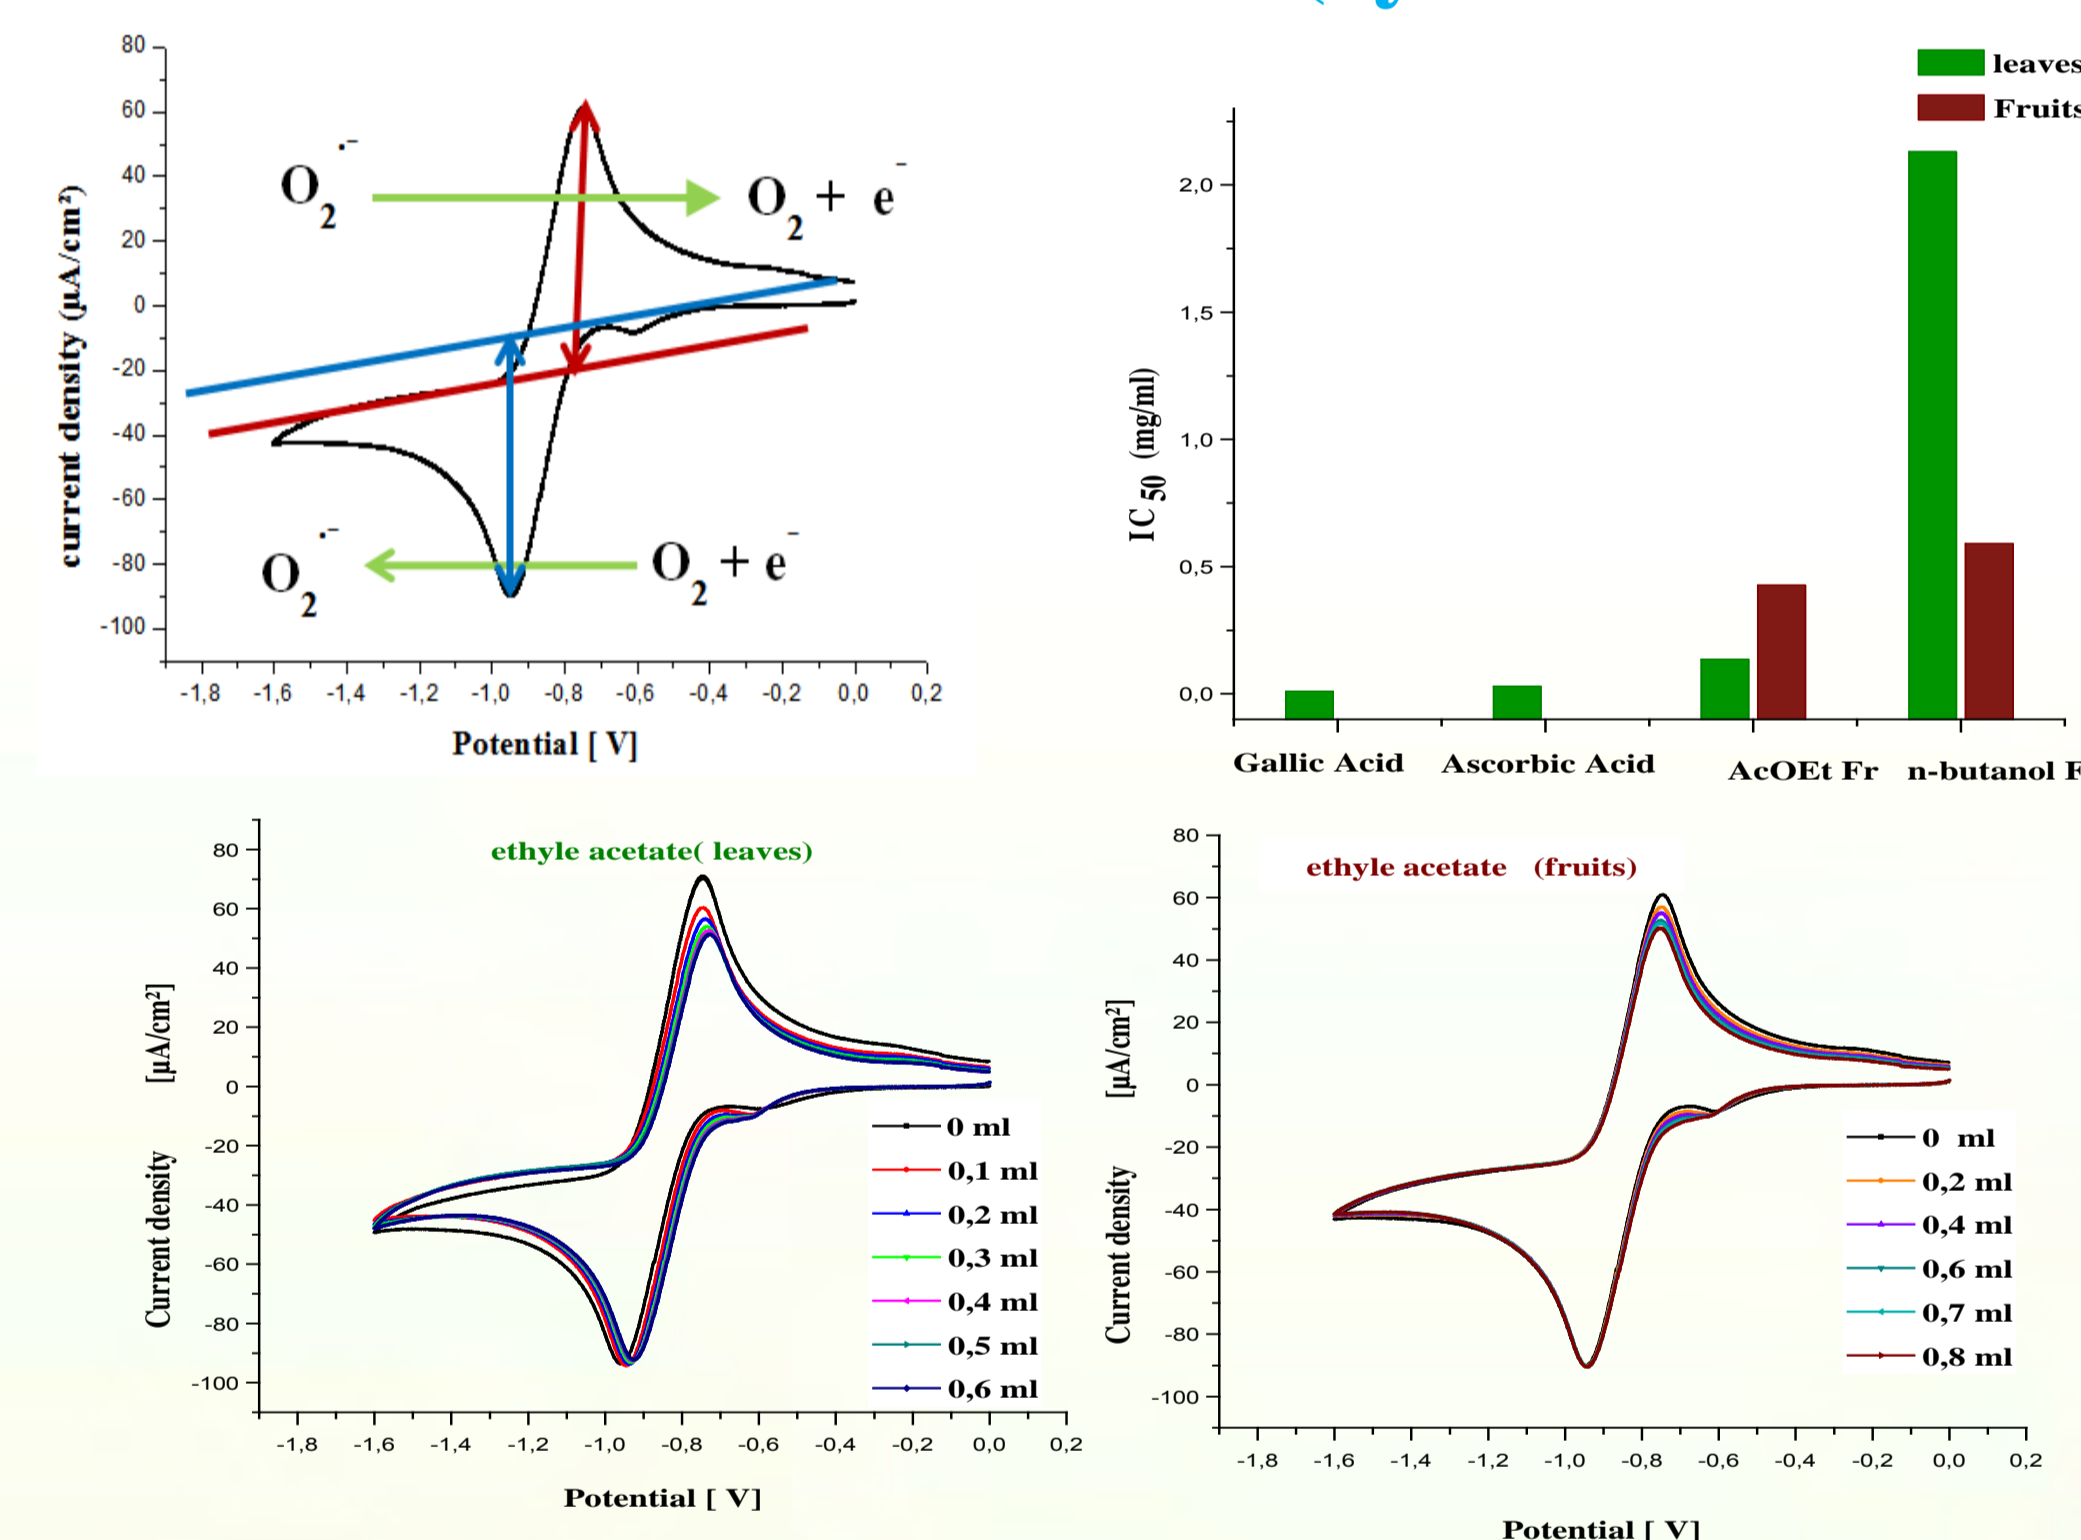 80
60
40
20
0
-20
-40
-60
-80
-100
current density (µA/cm²)
O2·− O2 + e−
O2·− O2 + e−
-1,8 -1,6 -1,4 -1,2 -1,0 -0,8 -0,6 -0,4 -0,2 0,0 0,2
Potential [ V]
leaves
Fruits
2,0
1,5
1,0
0,5
0,0
IC50 (mg/ml)
Gallic Acid Ascorbic Acid AcOEt Fr n-butanol F
ethyle acetate( leaves)
80
60
40
20
0
-20
-40
-60
-80
-100
Current density [µA/cm²]
0 ml
0,1 ml
0,2 ml
0,3 ml
0,4 ml
0,5 ml
0,6 ml
-1,8 -1,6 -1,4 -1,2 -1,0 -0,8 -0,6 -0,4 -0,2 0,0 0,2
Potential [ V]
ethyle acetate (fruits)
80
60
40
20
0
-20
-40
-60
-80
-100
Current density [µA/cm²]
0 ml
0,2 ml
0,4 ml
0,6 ml
0,7 ml
0,8 ml
-1,8 -1,6 -1,4 -1,2 -1,0 -0,8 -0,6 -0,4 -0,2 0,0 0,2
Potential [ V]